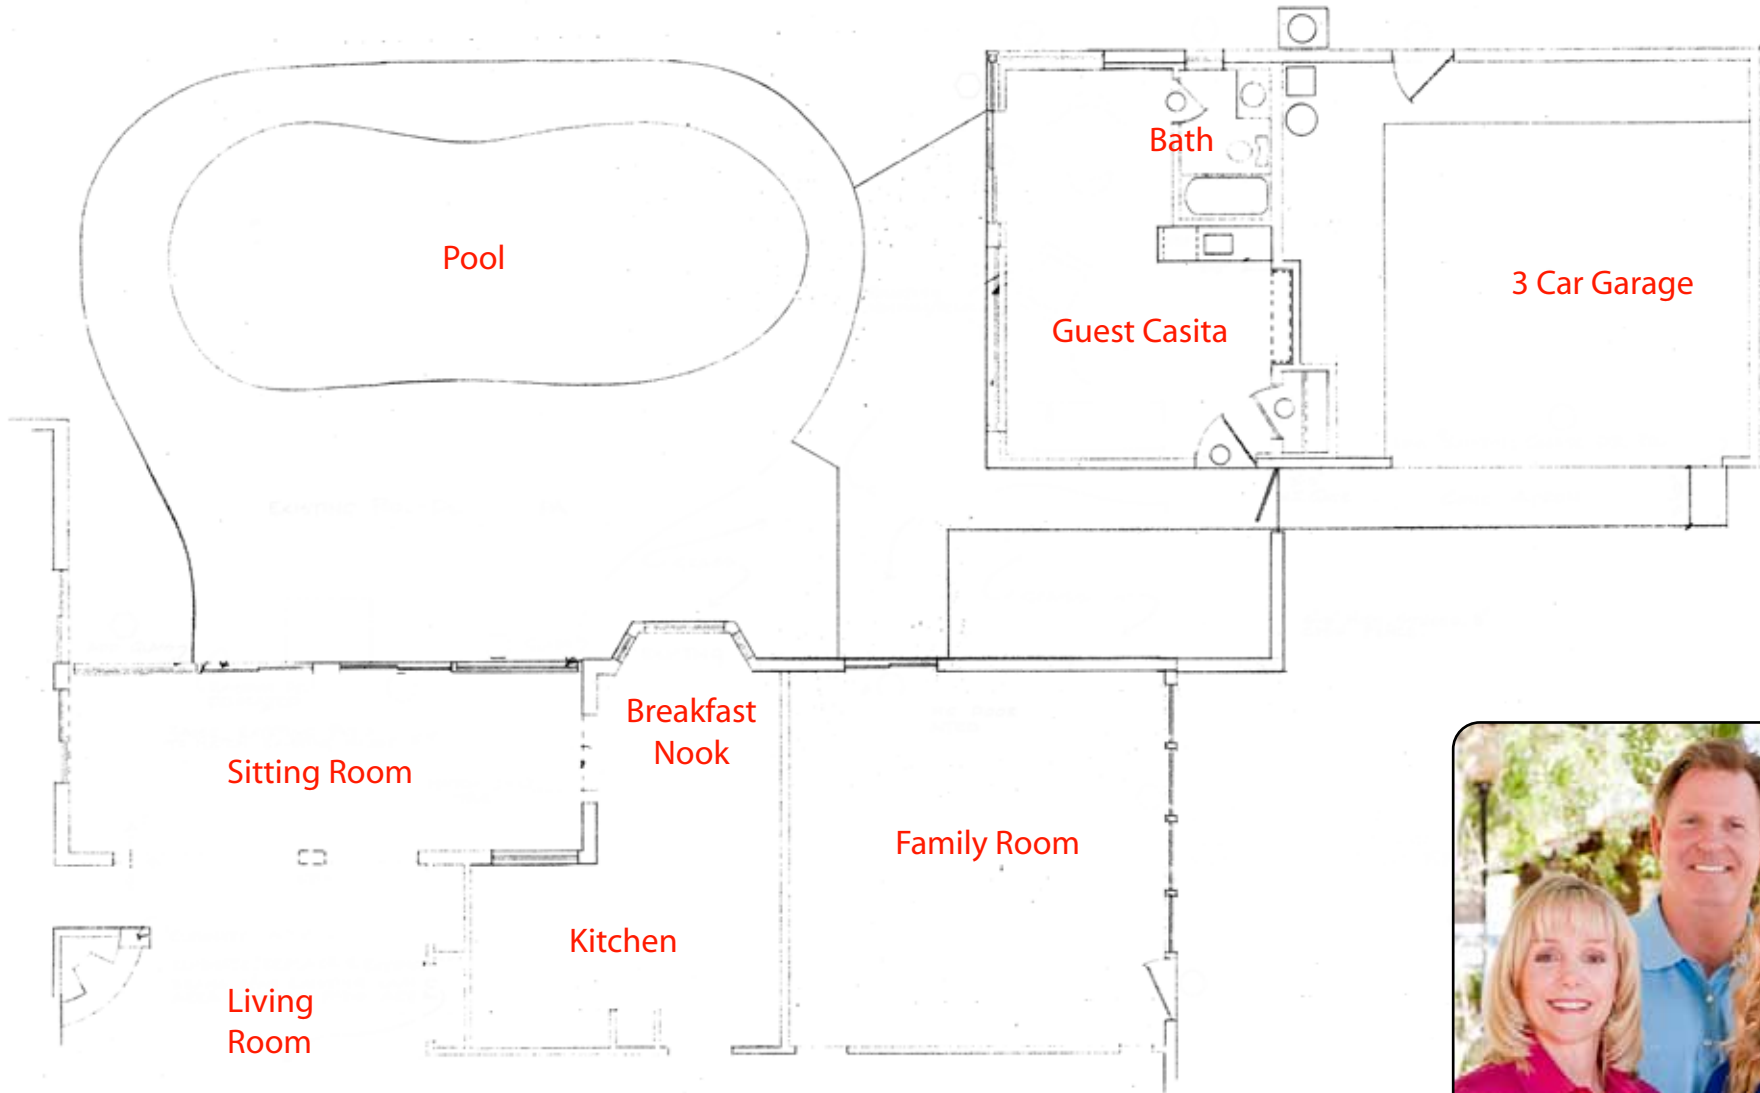 Bath
Pool
3 Car Garage
Guest Casita
Breakfast
Nook
Sitting Room
Family Room
Kitchen
Living
Room